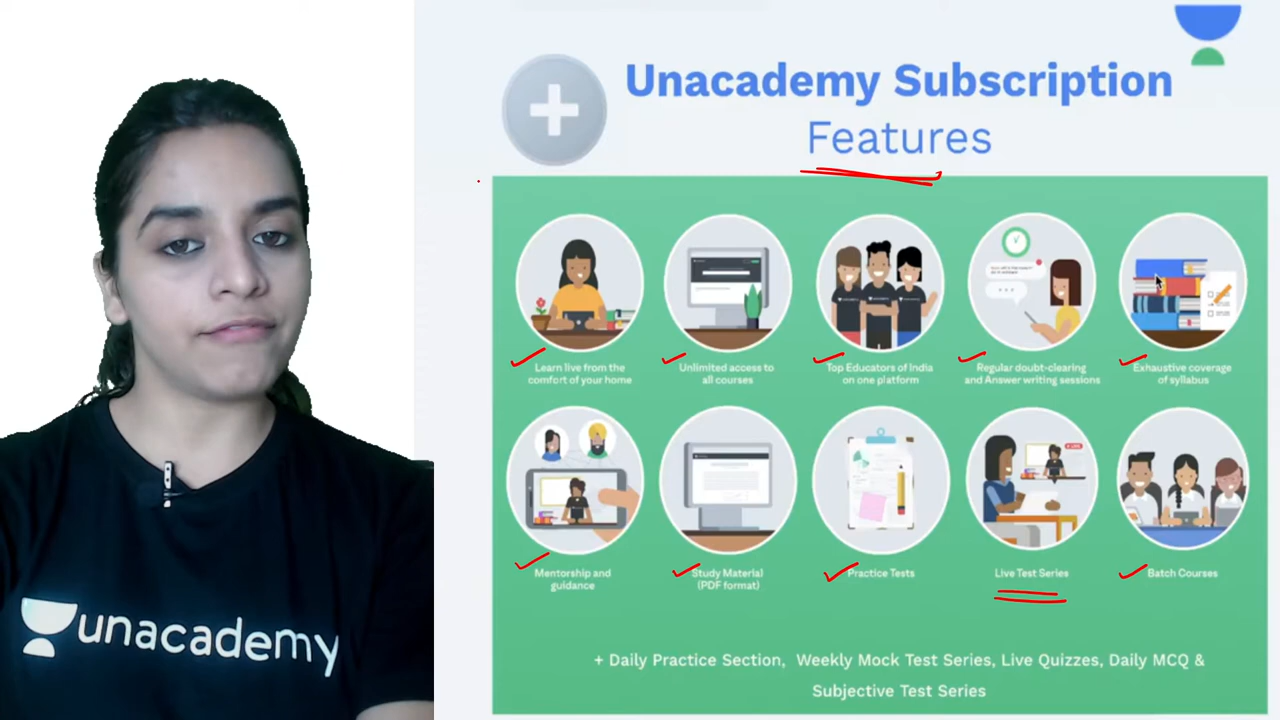 Unacademy Subscription
Features
Learn live from the
comfort of your home
Unlimited access to
all courses
Top Educators of India
on one platform
Regular doubt-clearing
and Answer writing sessions
Exhaustive coverage
of syllabus
Mentorship and
guidance
Study Material
(PDF format)
Practice Tests
Live Test Series
Batch Courses
+ Daily Practice Section, Weekly Mock Test Series, Live Quizzes, Daily MCQ &
Subjective Test Series
unacademy